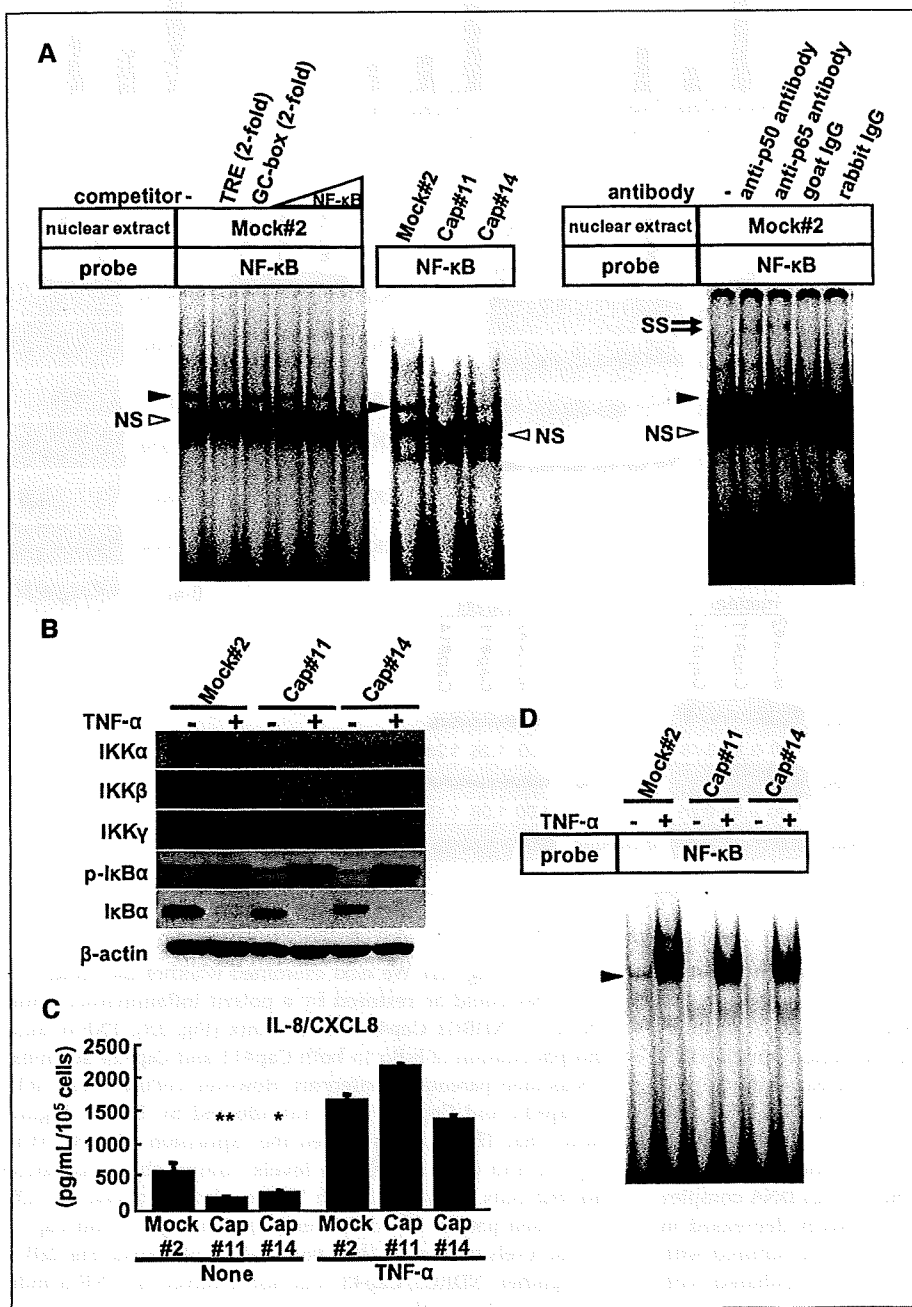 A
competitor - TRE (2-fold) GC-box (2-fold) NF-κB
nuclear extract Mock#2
probe NF-κB
Mock#2 Cap#11 Cap#14
NF-κB
antibody - anti-p50 antibody anti-p65 antibody goat IgG rabbit IgG
nuclear extract Mock#2
probe NF-κB
NS
NS
SS
NS
B
Mock#2 Cap#11 Cap#14
TNF-α - + - + - +
IKKα
IKKβ
IKKγ
p-IκBα
IκBα
β-actin
C
IL-8/CXCL8
(pg/mL/10⁵ cells)
2500
2000
1500
1000
500
0
** *
Mock #2 Cap #11 Cap #14 Mock #2 Cap #11 Cap #14
None TNF-α
D
Mock#2 Cap#11 Cap#14
TNF-α - + - + - +
probe NF-κB